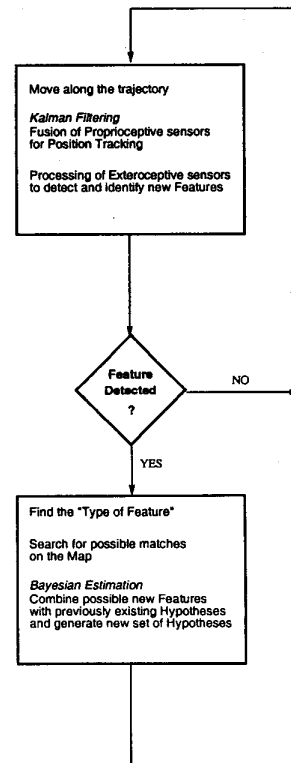 Move along the trajectory
Kalman Filtering
Fusion of Proprioceptive sensors
for Position Tracking
Processing of Exteroceptive sensors
to detect and identify new Features
Feature
Detected
?
NO
YES
Find the "Type of Feature"
Search for possible matches
on the Map
Bayesian Estimation
Combine possible new Features
with previously existing Hypotheses
and generate new set of Hypotheses